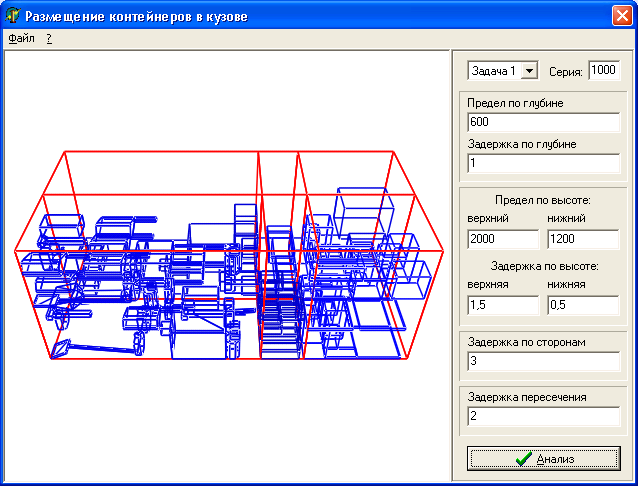 Размещение контейнеров в кузове
Файл ?
Задача 1 Серия: 1000
Предел по глубине
600
Задержка по глубине
1
Предел по высоте:
верхний нижний
2000 1200
Задержка по высоте:
верхняя нижняя
1,5 0,5
Задержка по сторонам
3
Задержка пересечения
2
Анализ